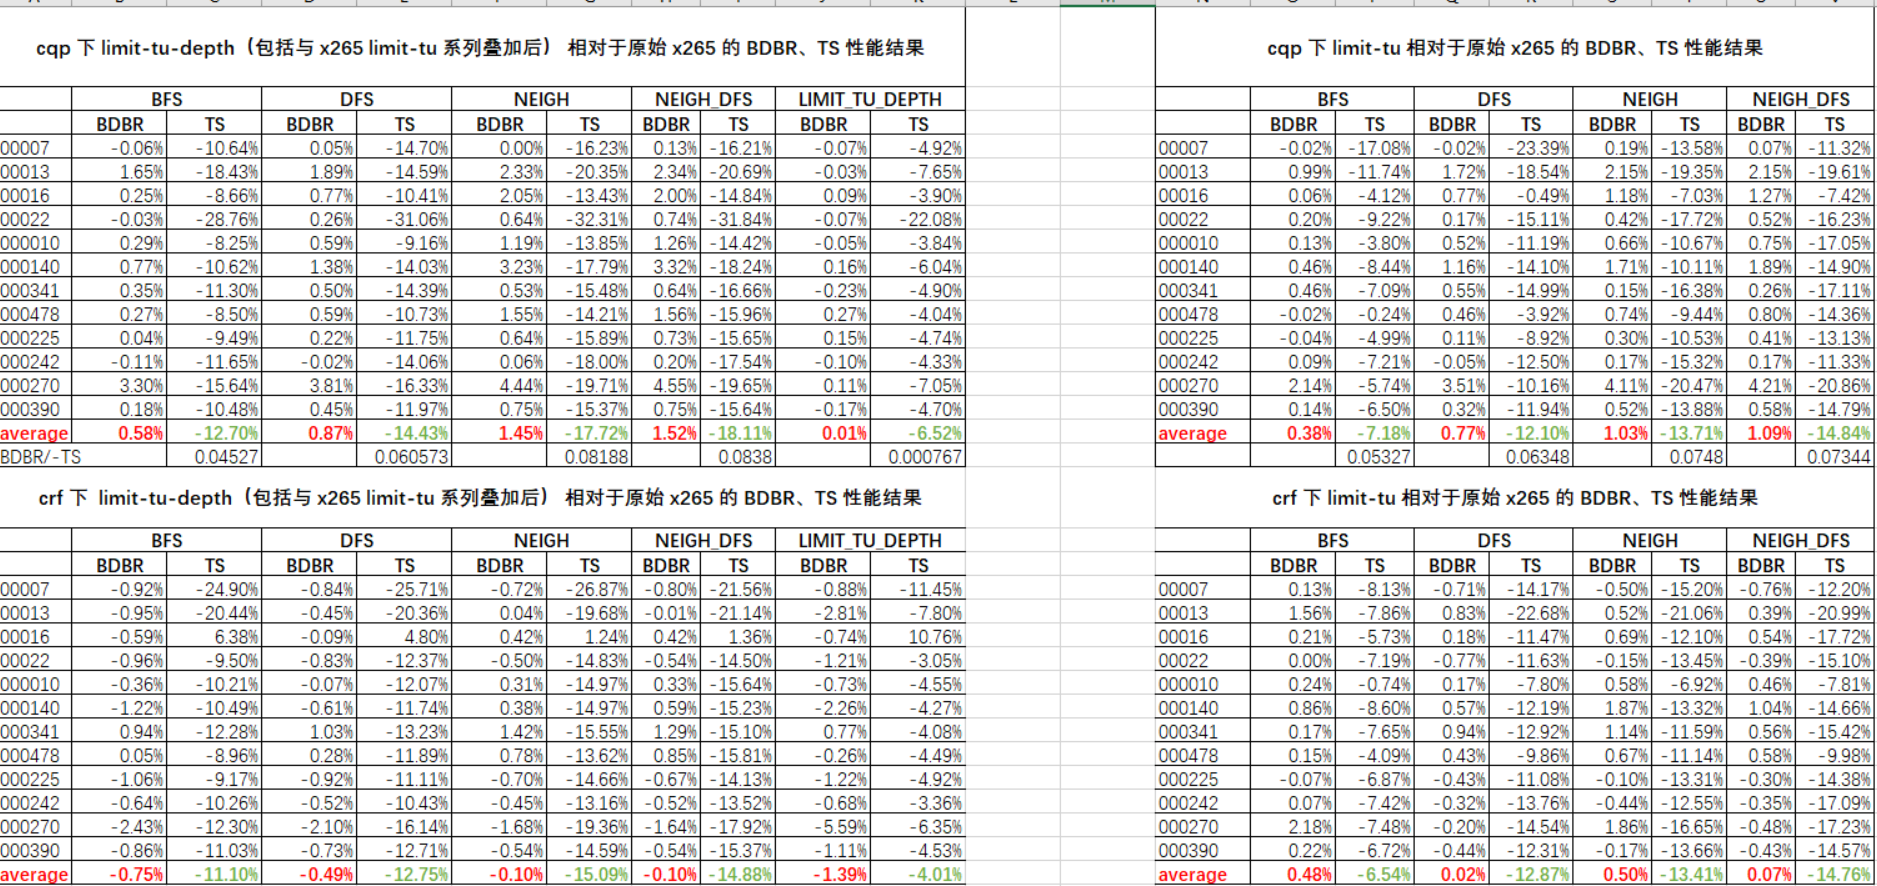 cqp 下 limit-tu-depth（包括与 x265 limit-tu 系列叠加后） 相对于原始 x265 的 BDBR、TS 性能结果
BFS DFS NEIGH NEIGH_DFS LIMIT_TU_DEPTH
BDBR TS BDBR TS BDBR TS BDBR TS BDBR TS
00007 -0.06% -10.64% 0.05% -14.70% 0.00% -16.23% 0.13% -16.21% -0.07% -4.92%
00013 1.65% -18.43% 1.89% -14.59% 2.33% -20.35% 2.34% -20.69% -0.03% -7.65%
00016 0.25% -8.66% 0.77% -10.41% 2.05% -13.43% 2.00% -14.84% 0.09% -3.90%
00022 -0.03% -28.76% 0.26% -31.06% 0.64% -32.31% 0.74% -31.84% -0.07% -22.08%
000010 0.29% -8.25% 0.59% -9.16% 1.19% -13.85% 1.26% -14.42% -0.05% -3.84%
000140 0.77% -10.62% 1.38% -14.03% 3.23% -17.79% 3.32% -18.24% 0.16% -6.04%
000341 0.35% -11.30% 0.50% -14.39% 0.53% -15.48% 0.64% -16.66% -0.23% -4.90%
000478 0.27% -8.50% 0.59% -10.73% 1.55% -14.21% 1.56% -15.96% 0.27% -4.04%
000225 0.04% -9.49% 0.22% -11.75% 0.64% -15.89% 0.73% -15.65% 0.15% -4.74%
000242 -0.11% -11.65% -0.02% -14.06% 0.06% -18.00% 0.20% -17.54% -0.10% -4.33%
000270 3.30% -15.64% 3.81% -16.33% 4.44% -19.71% 4.55% -19.65% 0.11% -7.05%
000390 0.18% -10.48% 0.45% -11.97% 0.75% -15.37% 0.75% -15.64% -0.17% -4.70%
average 0.58% -12.70% 0.87% -14.43% 1.45% -17.72% 1.52% -18.11% 0.01% -6.52%
BDBR/-TS 0.04527 0.060573 0.08188 0.0838 0.000767
cqp 下 limit-tu 相对于原始 x265 的 BDBR、TS 性能结果
BFS DFS NEIGH NEIGH_DFS
BDBR TS BDBR TS BDBR TS BDBR TS
00007 -0.02% -17.08% -0.02% -23.39% 0.19% -13.58% 0.07% -11.32%
00013 0.99% -11.74% 1.72% -18.54% 2.15% -19.35% 2.15% -19.61%
00016 0.06% -4.12% 0.77% -0.49% 1.18% -7.03% 1.27% -7.42%
00022 0.20% -9.22% 0.17% -15.11% 0.42% -17.72% 0.52% -16.23%
000010 0.13% -3.80% 0.52% -11.19% 0.66% -10.67% 0.75% -17.05%
000140 0.46% -8.44% 1.16% -14.10% 1.71% -10.11% 1.89% -14.90%
000341 0.46% -7.09% 0.55% -14.99% 0.15% -16.38% 0.26% -17.11%
000478 -0.02% -0.24% 0.46% -3.92% 0.74% -9.44% 0.80% -14.36%
000225 -0.04% -4.99% 0.11% -8.92% 0.30% -10.53% 0.41% -13.13%
000242 0.09% -7.21% -0.05% -12.50% 0.17% -15.32% 0.17% -11.33%
000270 2.14% -5.74% 3.51% -10.16% 4.11% -20.47% 4.21% -20.86%
000390 0.14% -6.50% 0.32% -11.94% 0.52% -13.88% 0.58% -14.79%
average 0.38% -7.18% 0.77% -12.10% 1.03% -13.71% 1.09% -14.84%
0.05327 0.06348 0.0748 0.07344
crf 下 limit-tu-depth（包括与 x265 limit-tu 系列叠加后） 相对于原始 x265 的 BDBR、TS 性能结果
BFS DFS NEIGH NEIGH_DFS LIMIT_TU_DEPTH
BDBR TS BDBR TS BDBR TS BDBR TS BDBR TS
00007 -0.92% -24.90% -0.84% -25.71% -0.72% -26.87% -0.80% -21.56% -0.88% -11.45%
00013 -0.95% -20.44% -0.45% -20.36% 0.04% -19.68% -0.01% -21.14% -2.81% -7.80%
00016 -0.59% 6.38% -0.09% 4.80% 0.42% 1.24% 0.42% 1.36% -0.74% 10.76%
00022 -0.96% -9.50% -0.83% -12.37% -0.50% -14.83% -0.54% -14.50% -1.21% -3.05%
000010 -0.36% -10.21% -0.07% -12.07% 0.31% -14.97% 0.33% -15.64% -0.73% -4.55%
000140 -1.22% -10.49% -0.61% -11.74% 0.38% -14.97% 0.59% -15.23% -2.26% -4.27%
000341 0.94% -12.28% 1.03% -13.23% 1.42% -15.55% 1.29% -15.10% 0.77% -4.08%
000478 0.05% -8.96% 0.28% -11.89% 0.78% -13.62% 0.85% -15.81% -0.26% -4.49%
000225 -1.06% -9.17% -0.92% -11.11% -0.70% -14.66% -0.67% -14.13% -1.22% -4.92%
000242 -0.64% -10.26% -0.52% -10.43% -0.45% -13.16% -0.52% -13.52% -0.68% -3.36%
000270 -2.43% -12.30% -2.10% -16.14% -1.68% -19.36% -1.64% -17.92% -5.59% -6.35%
000390 -0.86% -11.03% -0.73% -12.71% -0.54% -14.59% -0.54% -15.37% -1.11% -4.53%
average -0.75% -11.10% -0.49% -12.75% -0.10% -15.09% -0.10% -14.88% -1.39% -4.01%
crf 下 limit-tu 相对于原始 x265 的 BDBR、TS 性能结果
BFS DFS NEIGH NEIGH_DFS
BDBR TS BDBR TS BDBR TS BDBR TS
00007 0.13% -8.13% -0.71% -14.17% -0.50% -15.20% -0.76% -12.20%
00013 1.56% -7.86% 0.83% -22.68% 0.52% -21.06% 0.39% -20.99%
00016 0.21% -5.73% 0.18% -11.47% 0.69% -12.10% 0.54% -17.72%
00022 0.00% -7.19% -0.77% -11.63% -0.15% -13.45% -0.39% -15.10%
000010 0.24% -0.74% 0.17% -7.80% 0.58% -6.92% 0.46% -7.81%
000140 0.86% -8.60% 0.57% -12.19% 1.87% -13.32% 1.04% -14.66%
000341 0.17% -7.65% 0.94% -12.92% 1.14% -11.59% 0.56% -15.42%
000478 0.15% -4.09% 0.43% -9.86% 0.67% -11.14% 0.58% -9.98%
000225 -0.07% -6.87% -0.43% -11.08% -0.10% -13.31% -0.30% -14.38%
000242 0.07% -7.42% -0.32% -13.76% -0.44% -12.55% -0.35% -17.09%
000270 2.18% -7.48% -0.20% -14.54% 1.86% -16.65% -0.48% -17.23%
000390 0.22% -6.72% -0.44% -12.31% -0.17% -13.66% -0.43% -14.57%
average 0.48% -6.54% 0.02% -12.87% 0.50% -13.41% 0.07% -14.76%